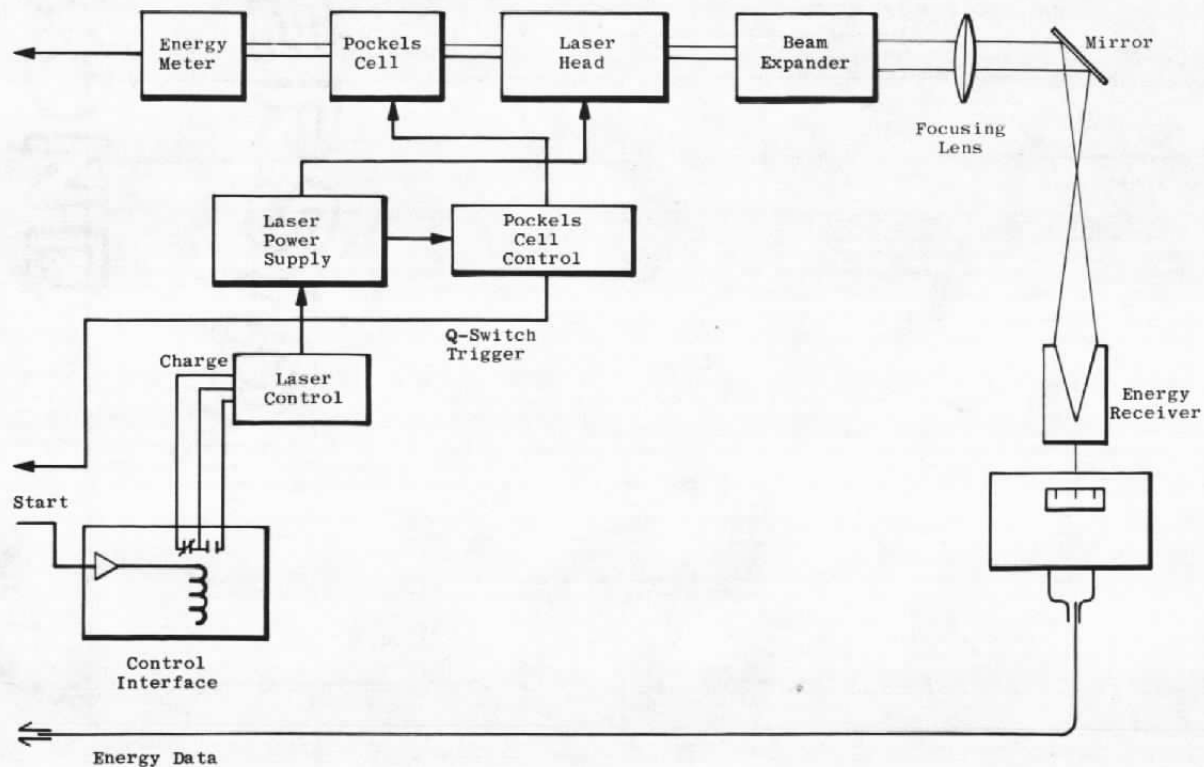 Energy
Meter
Pockels
Cell
Laser
Head
Beam
Expander
Mirror
Focusing
Lens
Laser
Power
Supply
Pockels
Cell
Control
Q-Switch
Trigger
Charge
Laser
Control
Energy
Receiver
Start
Control
Interface
Energy Data